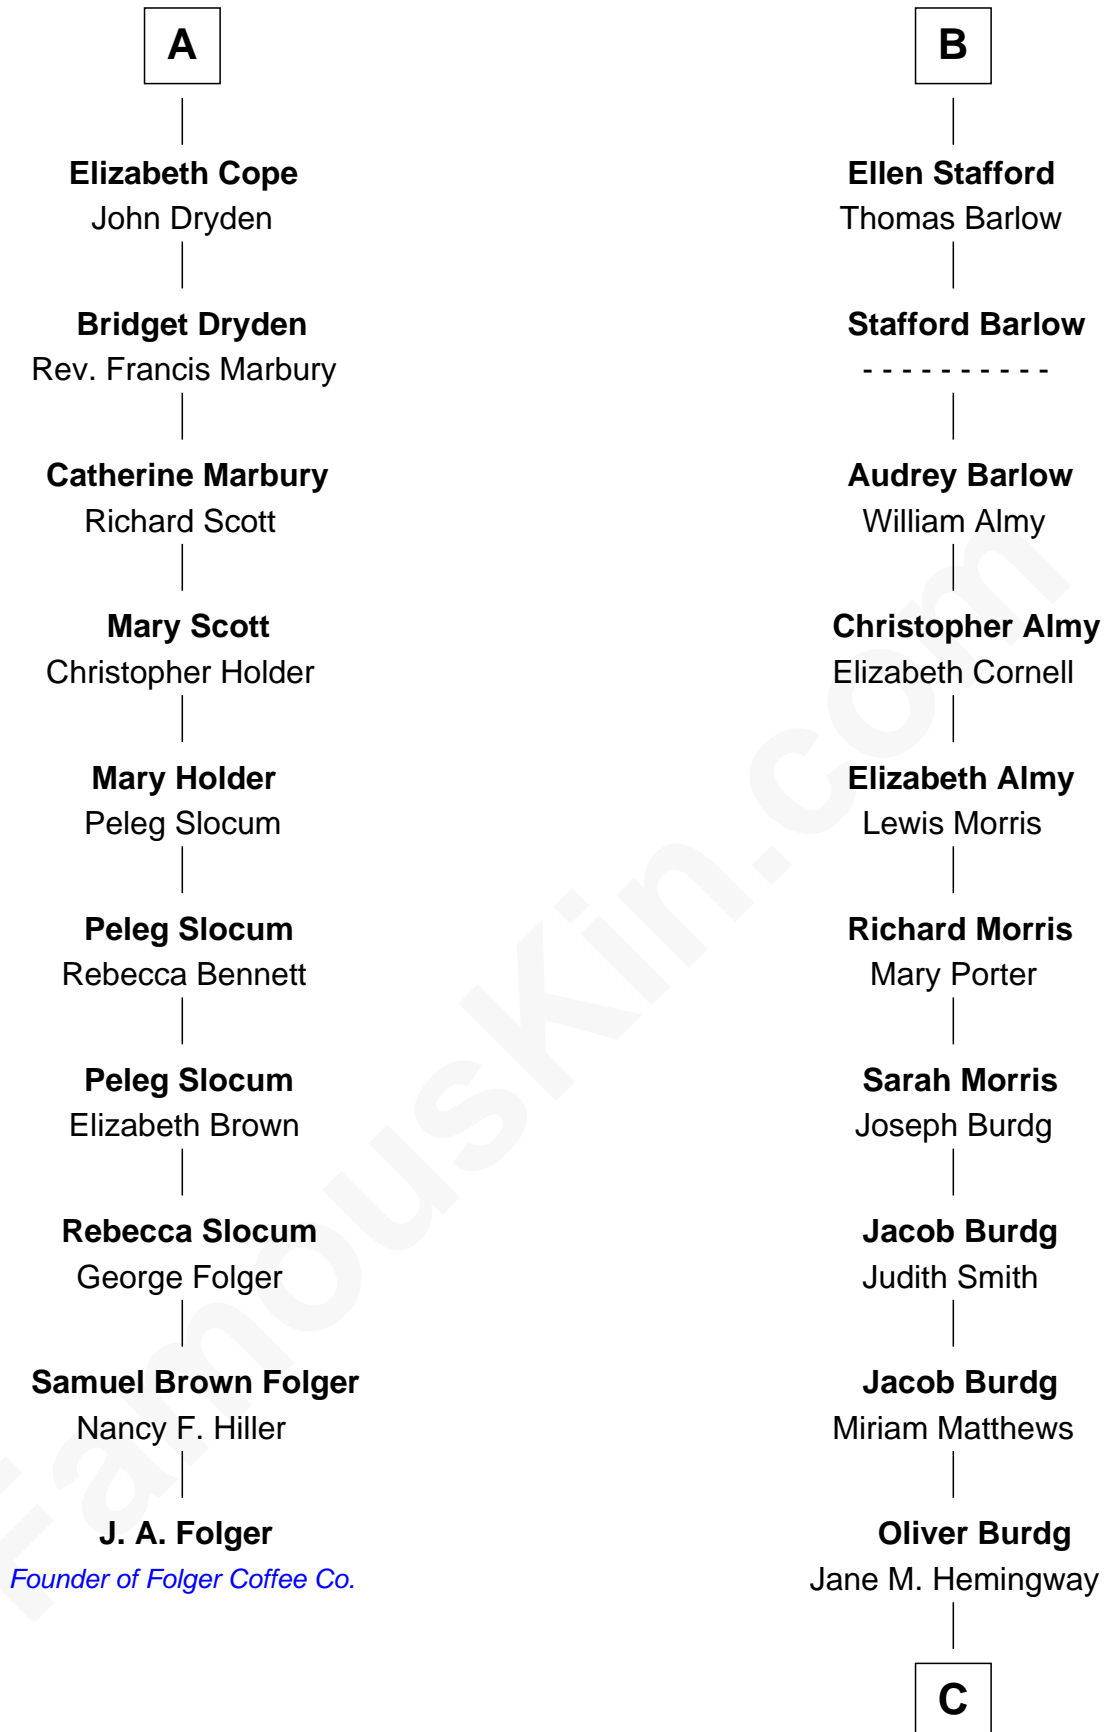 A
Elizabeth Cope
John Dryden
Bridget Dryden
Rev. Francis Marbury
Catherine Marbury
Richard Scott
Mary Scott
Christopher Holder
Mary Holder
Peleg Slocum
Peleg Slocum
Rebecca Bennett
Peleg Slocum
Elizabeth Brown
Rebecca Slocum
George Folger
Samuel Brown Folger
Nancy F. Hiller
J. A. Folger
Founder of Folger Coffee Co.
B
Ellen Stafford
Thomas Barlow
Stafford Barlow
- - - - - - - - - -
Audrey Barlow
William Almy
Christopher Almy
Elizabeth Cornell
Elizabeth Almy
Lewis Morris
Richard Morris
Mary Porter
Sarah Morris
Joseph Burdg
Jacob Burdg
Judith Smith
Jacob Burdg
Miriam Matthews
Oliver Burdg
Jane M. Hemingway
C
FamousKin.com